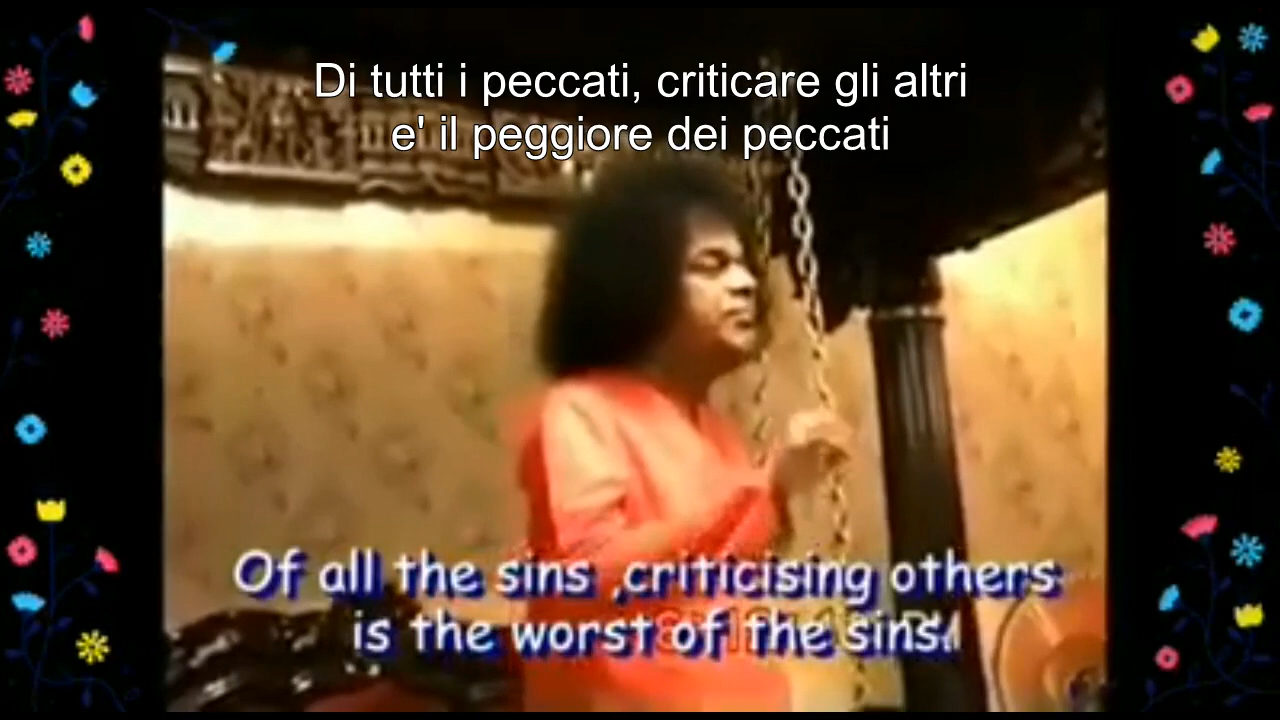 Di tutti i peccati, criticare gli altri
e' il peggiore dei peccati
Of all the sins ,criticising others
is the worst of the sins.